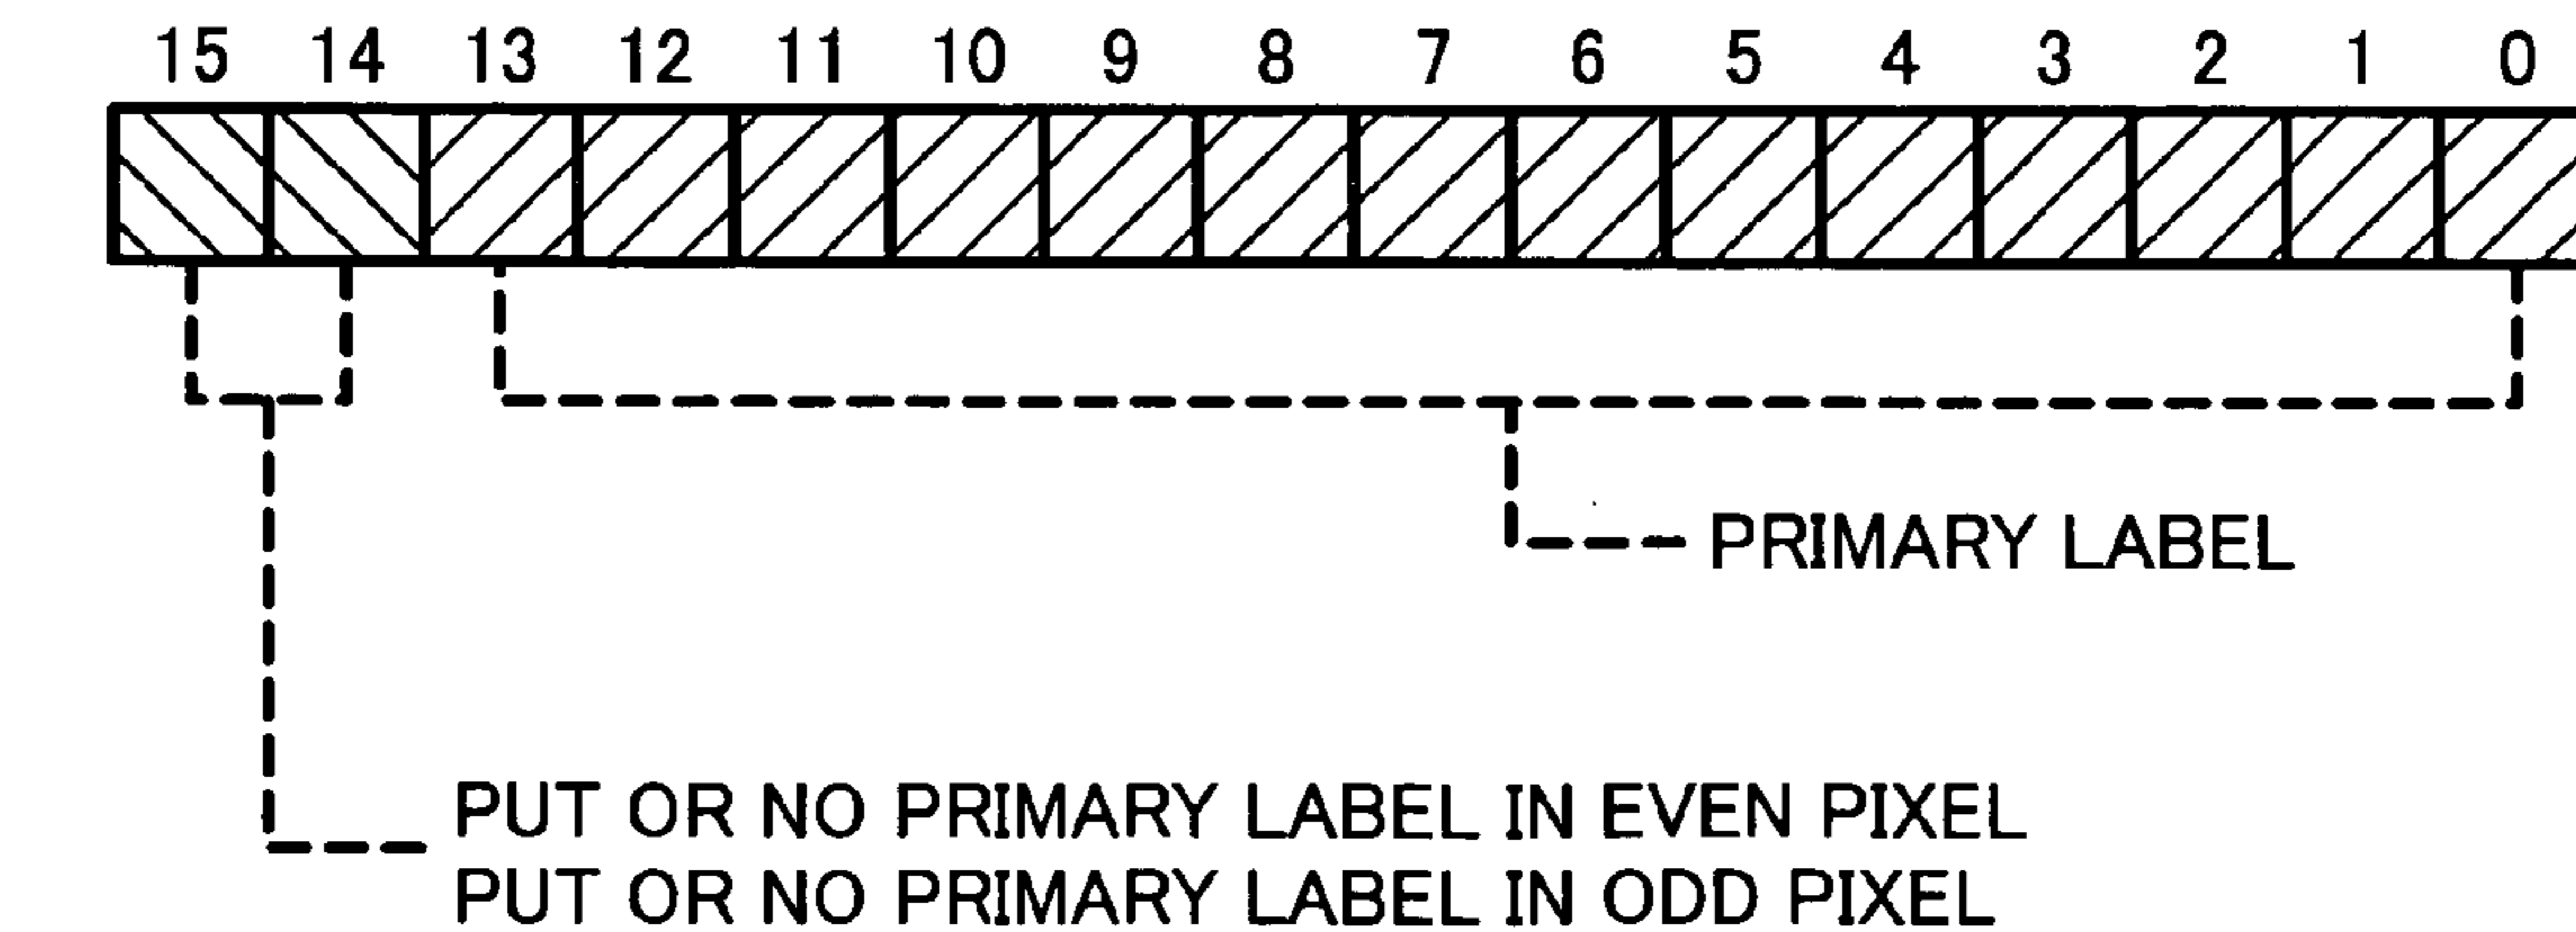 15 14 13 12 11 10 9 8 7 6 5 4 3 2 1 0
PRIMARY LABEL
PUT OR NO PRIMARY LABEL IN EVEN PIXEL
PUT OR NO PRIMARY LABEL IN ODD PIXEL